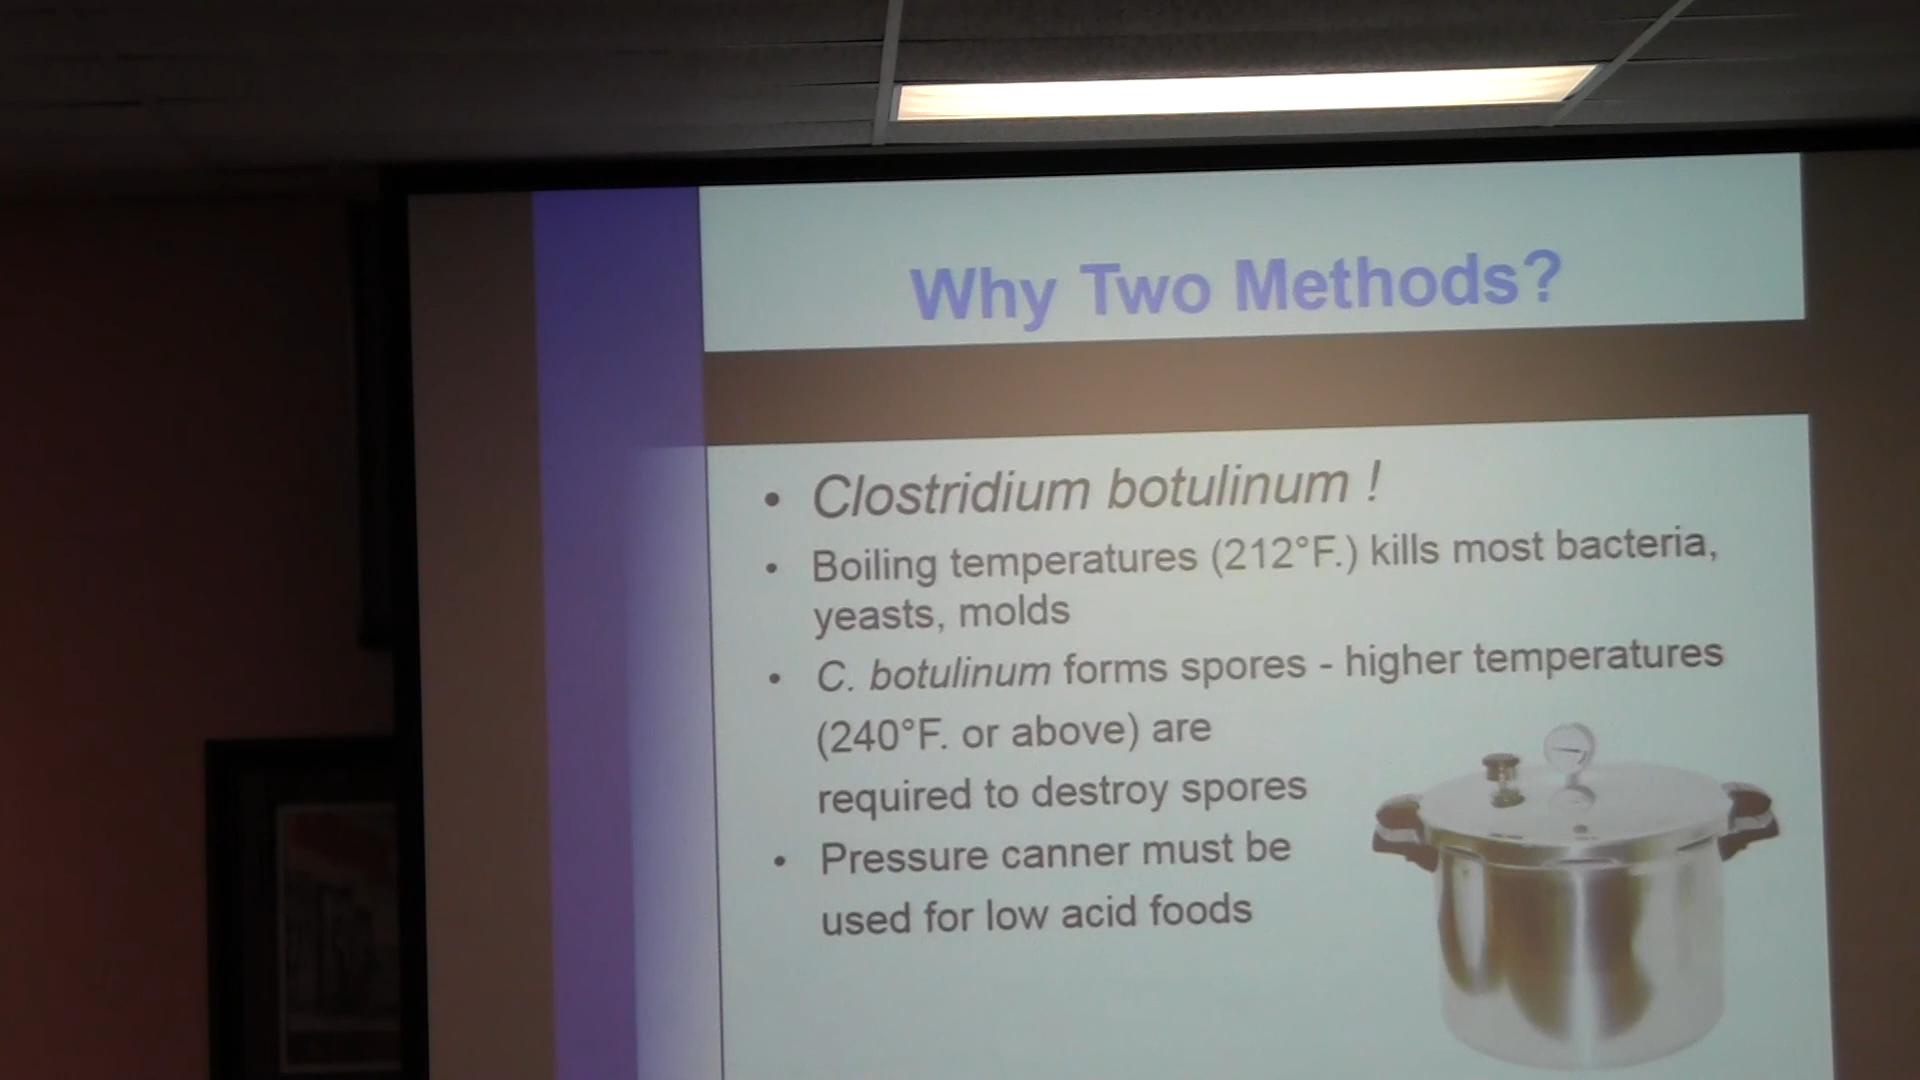 Why Two Methods?
• Clostridium botulinum !
• Boiling temperatures (212°F.) kills most bacteria,
yeasts, molds
• C. botulinum forms spores - higher temperatures
(240°F. or above) are
required to destroy spores
• Pressure canner must be
used for low acid foods